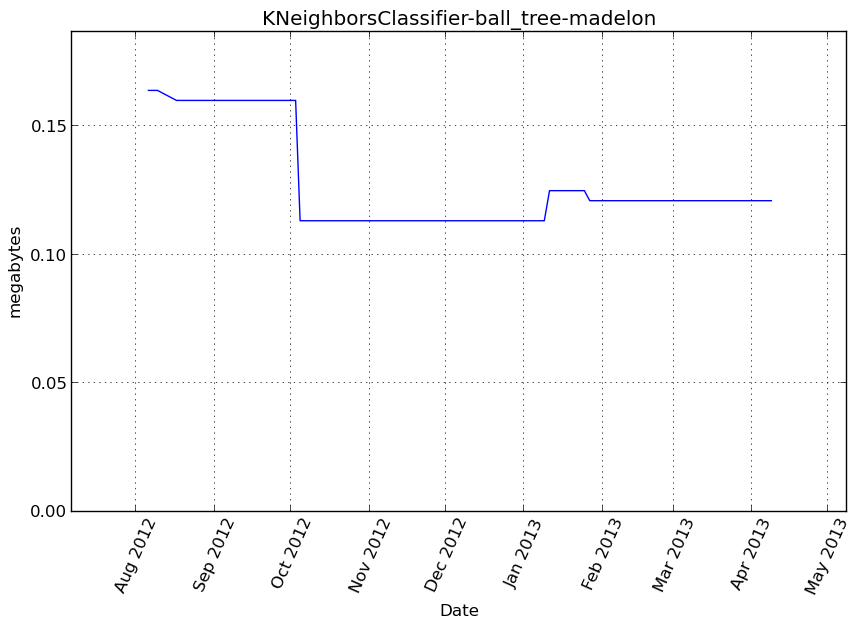 KNeighborsClassifier-ball_tree-madelon
megabytes
0.15
0.10
0.05
0.00
Aug 2012
Sep 2012
Oct 2012
Nov 2012
Dec 2012
Jan 2013
Feb 2013
Mar 2013
Apr 2013
May 2013
Date